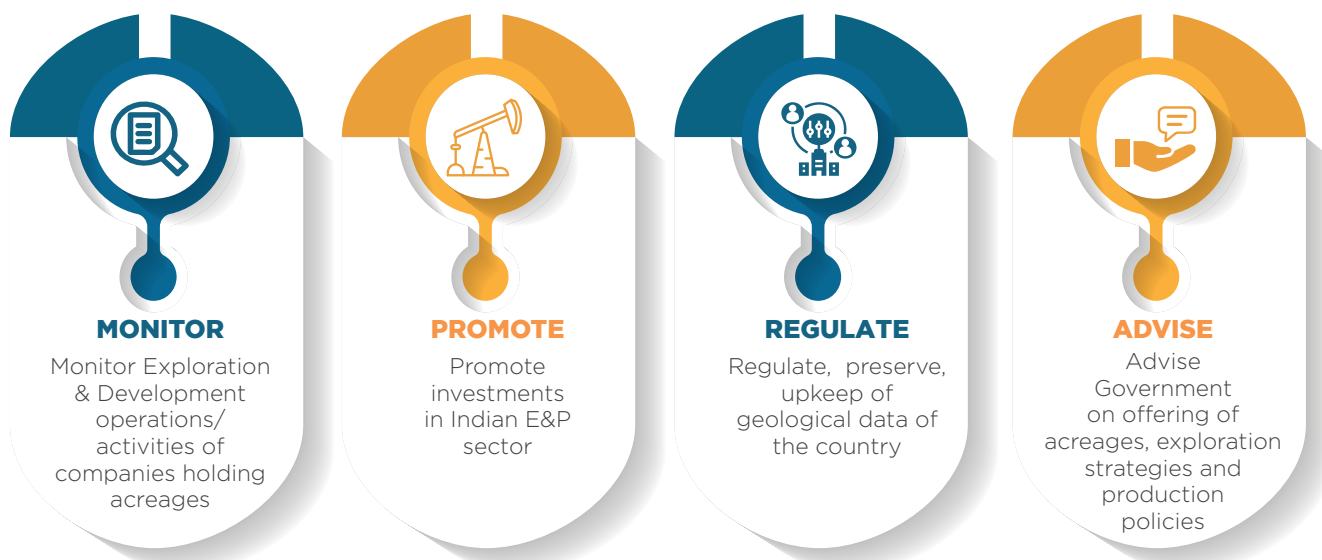 MONITOR
Monitor Exploration
& Development
operations/
activities of
companies holding
acreages
PROMOTE
Promote
investments
in Indian E&P
sector
REGULATE
Regulate, preserve,
upkeep of
geological data of
the country
ADVISE
Advise
Government
on offering of
acreages, exploration
strategies and
production
policies